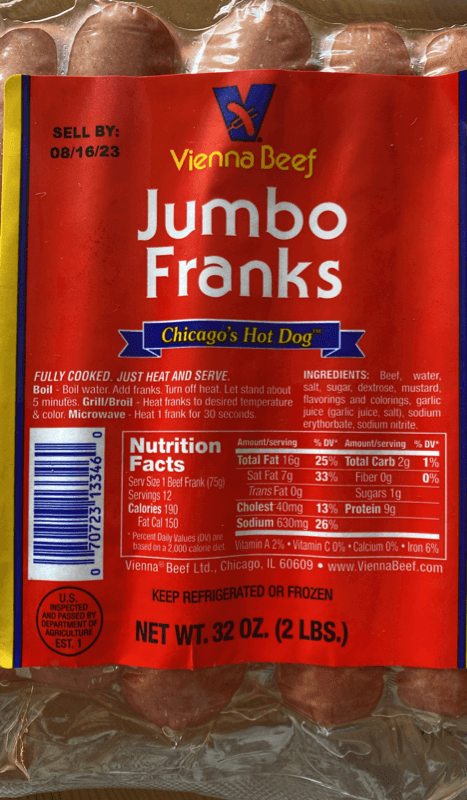 SELL BY:
08/16/23
Vienna Beef
Jumbo
Franks
Chicago's Hot Dog™
FULLY COOKED. JUST HEAT AND SERVE.
Boil - Boil water. Add franks. Turn off heat. Let stand about
5 minutes. Grill/Broil - Heat franks to desired temperature
& color. Microwave - Heat 1 frank for 30 seconds.
INGREDIENTS: Beef, water,
salt, sugar, dextrose, mustard,
flavorings and colorings, garlic
juice (garlic juice, salt), sodium
erythorbate, sodium nitrite.
0 70723 13346 0
Nutrition
Facts
Serv Size 1 Beef Frank (75g)
Servings 12
Calories 190
Fat Cal 150
* Percent Daily Values (DV) are
based on a 2,000 calorie diet
Amount/serving % DV* Amount/serving % DV*
Total Fat 16g 25% Total Carb 2g 1%
Sat Fat 7g 33% Fiber 0g 0%
Trans Fat 0g Sugars 1g
Cholest 40mg 13% Protein 9g
Sodium 630mg 26%
Vitamin A 2% • Vitamin C 0% • Calcium 0% • Iron 6%
Vienna® Beef Ltd., Chicago, IL 60609 • www.ViennaBeef.com
U.S.
INSPECTED
AND PASSED BY
DEPARTMENT OF
AGRICULTURE
EST. 1
KEEP REFRIGERATED OR FROZEN
NET WT. 32 OZ. (2 LBS.)